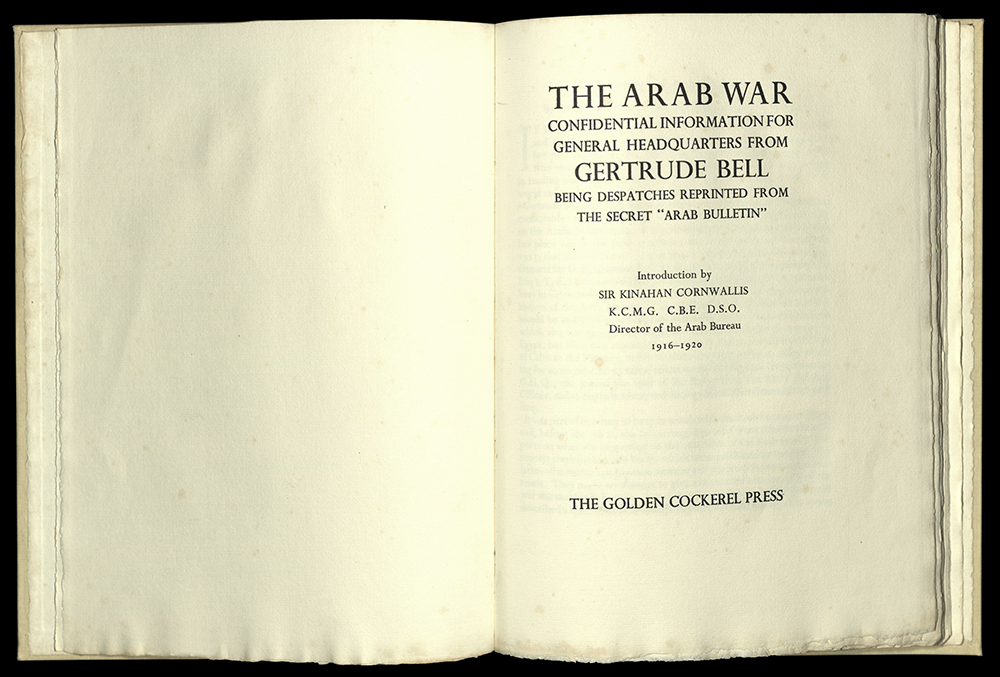 THE ARAB WAR
CONFIDENTIAL INFORMATION FOR
GENERAL HEADQUARTERS FROM
GERTRUDE BELL
BEING DESPATCHES REPRINTED FROM
THE SECRET “ARAB BULLETIN”
Introduction by
SIR KINAHAN CORNWALLIS
K.C.M.G. C.B.E. D.S.O.
Director of the Arab Bureau
1916–1920
THE GOLDEN COCKEREL PRESS